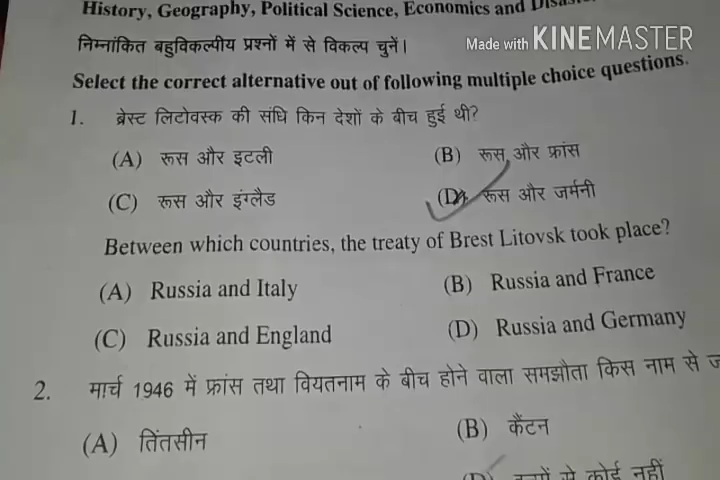 History, Geography, Political Science, Economics and
Made with KINEMASTER
निम्नांकित बहुविकल्पीय प्रश्नों में से विकल्प चुनें।
Select the correct alternative out of following multiple choice questions.
1. ब्रेस्ट लिटोवस्क की संधि किन देशों के बीच हुई थी?
(A) रूस और इटली (B) रूस और फ्रांस
(C) रूस और इंग्लैड (D) रूस और जर्मनी
Between which countries, the treaty of Brest Litovsk took place?
(A) Russia and Italy (B) Russia and France
(C) Russia and England (D) Russia and Germany
2. मार्च 1946 में फ्रांस तथा वियतनाम के बीच होने वाला समझौता किस नाम से
(A) तिंतसीन (B) कैंटन
(D) इनमें से कोई नहीं